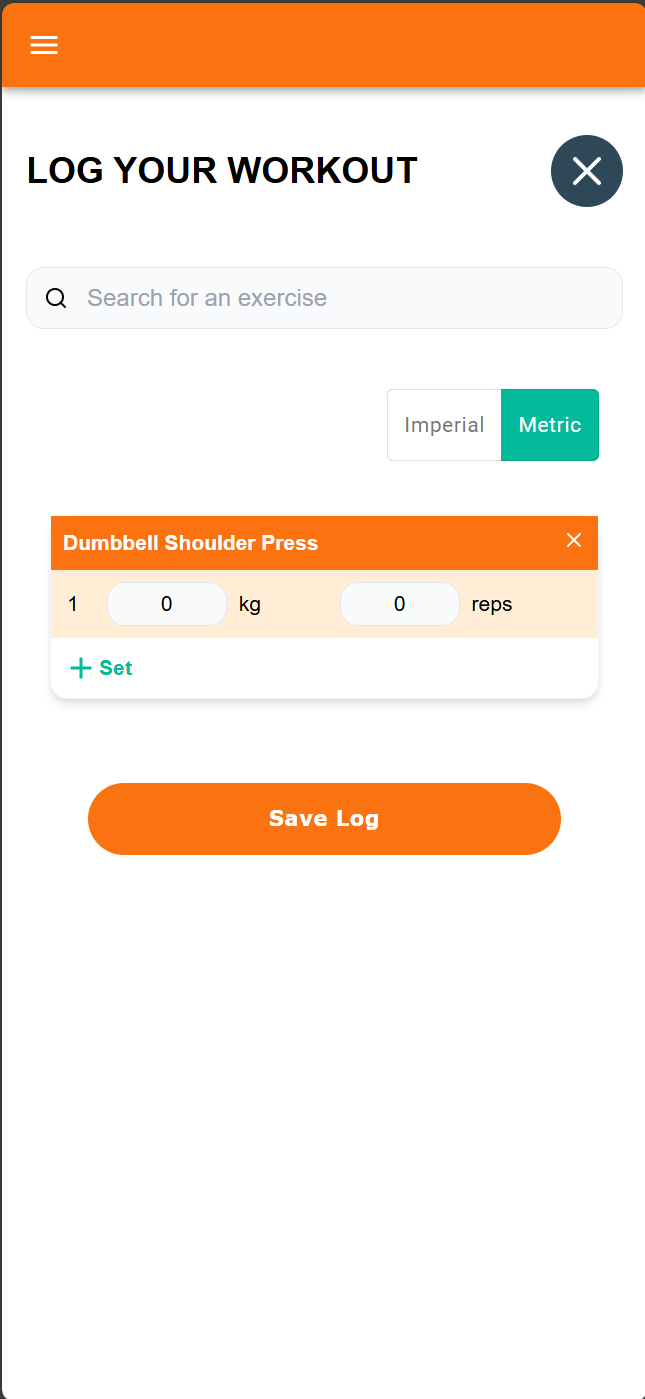 LOG YOUR WORKOUT
Search for an exercise
Imperial Metric
Dumbbell Shoulder Press
1 0 kg 0 reps
Set
Save Log